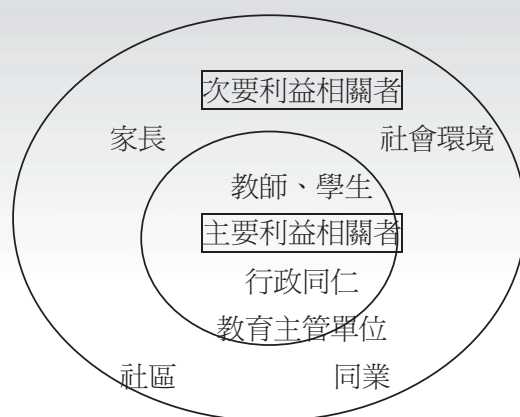 次要利益相關者
家長 社會環境
教師、學生
主要利益相關者
行政同仁
教育主管單位
社區 同業